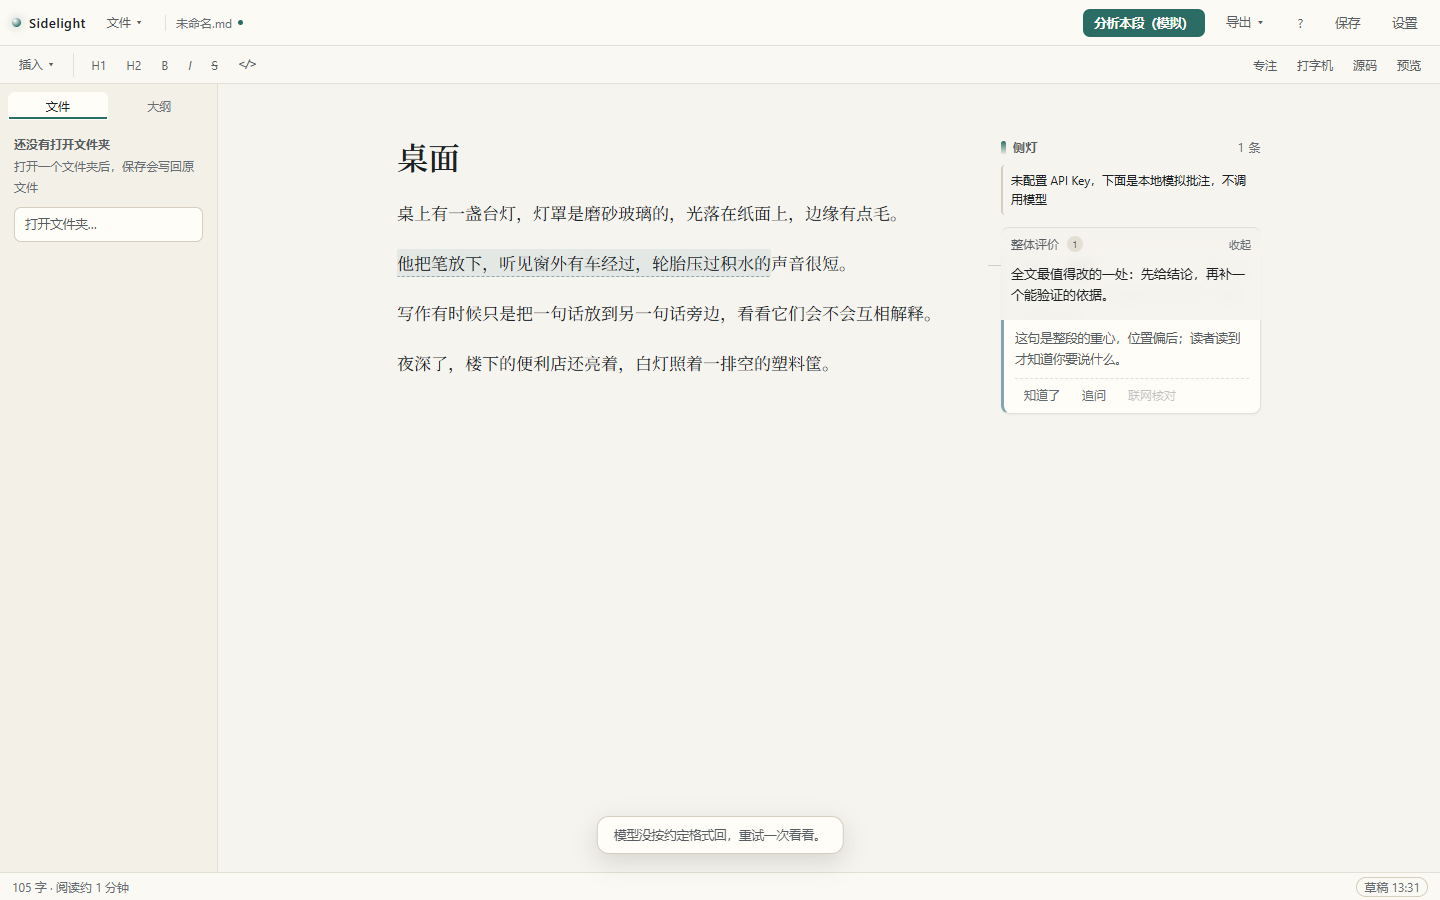 Sidelight 文件 未命名.md 分析本段（模拟） 导出 ? 保存 设置
插入 H1 H2 B I S </> 专注 打字机 源码 预览
文件 大纲
还没有打开文件夹
打开一个文件夹后，保存会写回原
文件
打开文件夹...
桌面
桌上有一盏台灯，灯罩是磨砂玻璃的，光落在纸面上，边缘有点毛。
他把笔放下，听见窗外有车经过，轮胎压过积水的声音很短。
写作有时候只是把一句话放到另一句话旁边，看看它们会不会互相解释。
夜深了，楼下的便利店还亮着，白灯照着一排空的塑料筐。
侧灯 1 条
未配置 API Key，下面是本地模拟批注，不调
用模型
整体评价 1 收起
全文最值得改的一处：先给结论，再补一
个能验证的依据。
这句是整段的重心，位置偏后；读者读到
才知道你要说什么。
知道了 追问 联网核对
模型没按约定格式回，重试一次看看。
105 字 · 阅读约 1 分钟 草稿 13:31